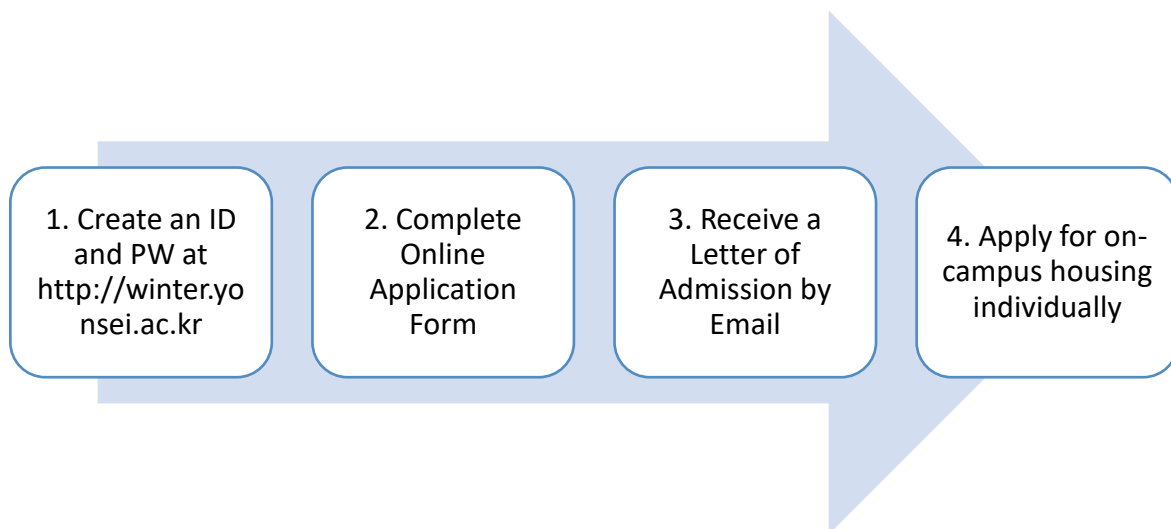 1. Create an ID
and PW at
http://winter.yo
nsei.ac.kr
2. Complete
Online
Application
Form
3. Receive a
Letter of
Admission by
Email
4. Apply for on-
campus housing
individually